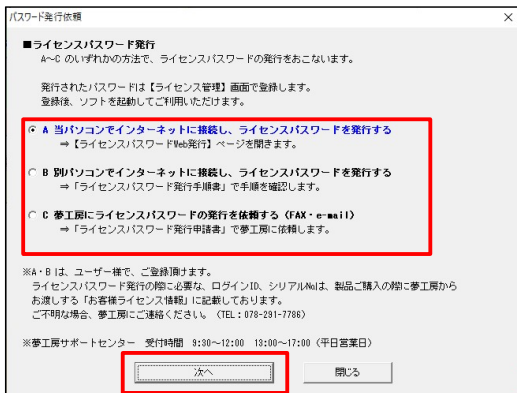 パスワード発行依頼
■ライセンスパスワード発行
A~C のいずれかの方法で、ライセンスパスワードの発行をおこないます。
発行されたパスワードは【ライセンス管理】画面で登録します。
登録後、ソフトを起動してご利用いただけます。
A 当パソコンでインターネットに接続し、ライセンスパスワードを発行する
⇒【ライセンスパスワードWeb発行】ページを開きます。
B 別パソコンでインターネットに接続し、ライセンスパスワードを発行する
⇒「ライセンスパスワード発行手順書」で手順を確認します。
C 夢工房にライセンスパスワードの発行を依頼する(FAX・e-mail)
⇒「ライセンスパスワード発行申請書」で夢工房に依頼します。
※A・Bは、ユーザー様で、ご登録頂けます。
ライセンスパスワード発行の際に必要な、ログインID、シリアルNoは、製品ご購入の際に夢工房から
お渡しする「お客様ライセンス情報」に記載しております。
ご不明な場合、夢工房にご連絡ください。(TEL:078-291-7786)
※夢工房サポートセンター 受付時間 9:30~12:00 13:00~17:00(平日営業日)
次へ 閉じる